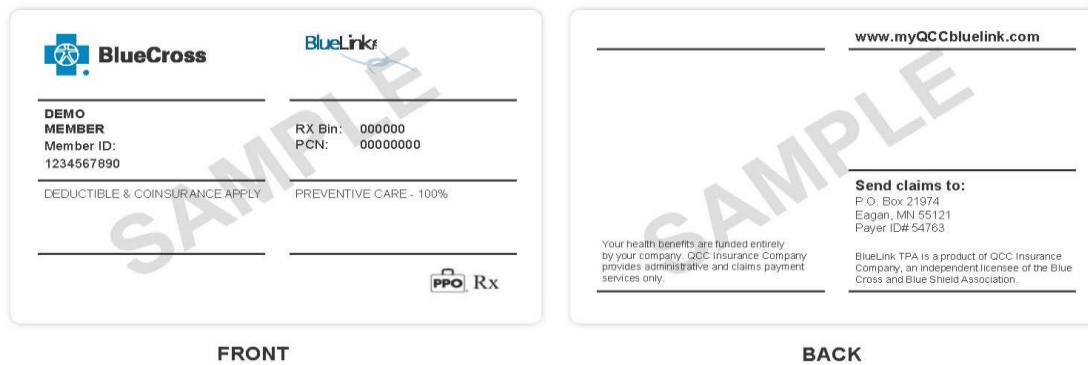 BlueCross
BlueLink
DEMO
MEMBER
Member ID:
1234567890
RX Bin: 000000
PCN: 00000000
DEDUCTIBLE & COINSURANCE APPLY
PREVENTIVE CARE - 100%
SAMPLE
PPO Rx
FRONT
www.myQCCbluelink.com
SAMPLE
Send claims to:
P.O. Box 21974
Eagan, MN 55121
Payer ID# 54763
Your health benefits are funded entirely
by your company. QCC Insurance Company
provides administrative and claims payment
services only.
BlueLink TPA is a product of QCC Insurance
Company, an independent licensee of the Blue
Cross and Blue Shield Association.
BACK